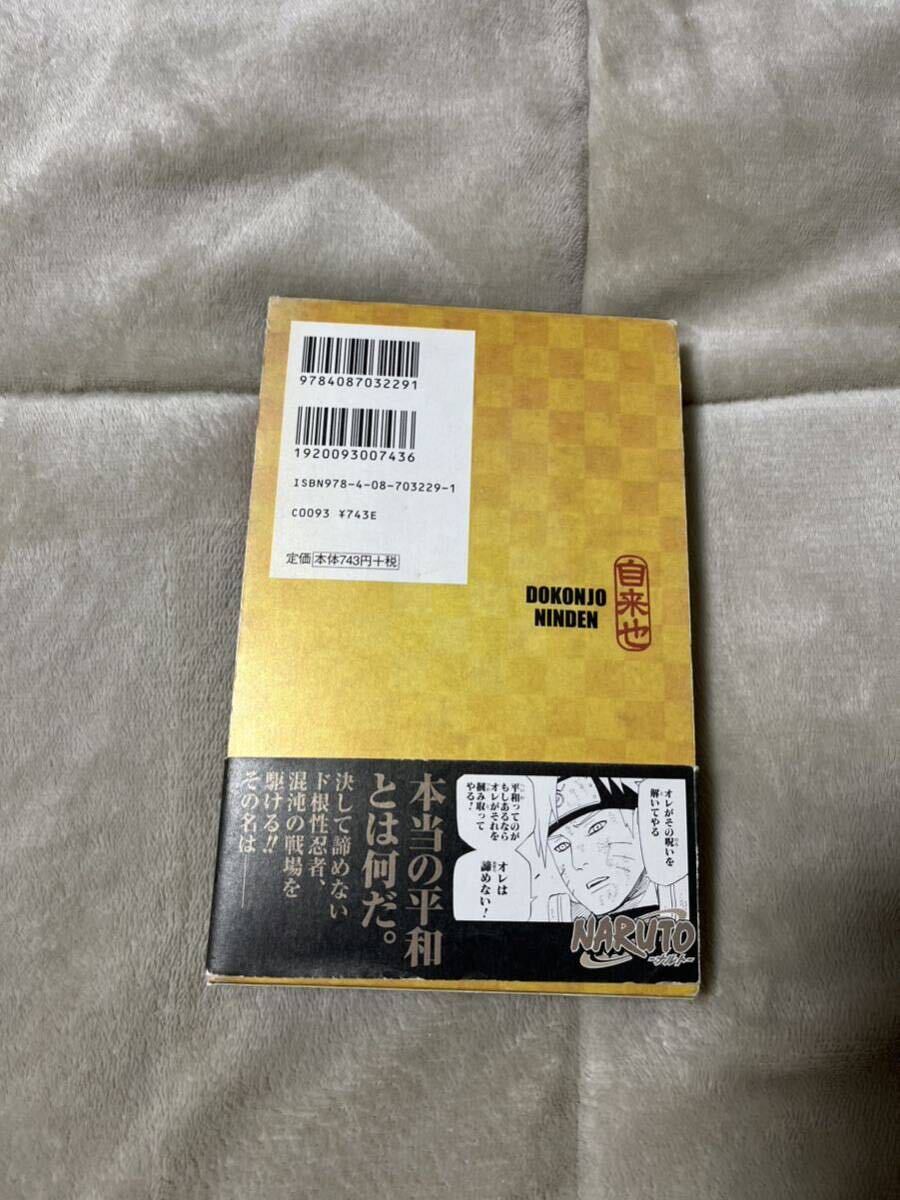 9784087032291
1920093007436
ISBN978-4-08-703229-1
C0093 ¥743E
定価 本体743円+税
DOKONJO
NINDEN
自来也
本当の平和
とは何だ。
決して諦めない
ド根性忍者、
混沌の戦場を
駆ける!!
その名は――
オレがその呪いを
解いてやる
平和ってのが
もしあるなら
オレがそれを
掴み取って
やる!
オレは
諦めない!
NARUTO
-ナルト-